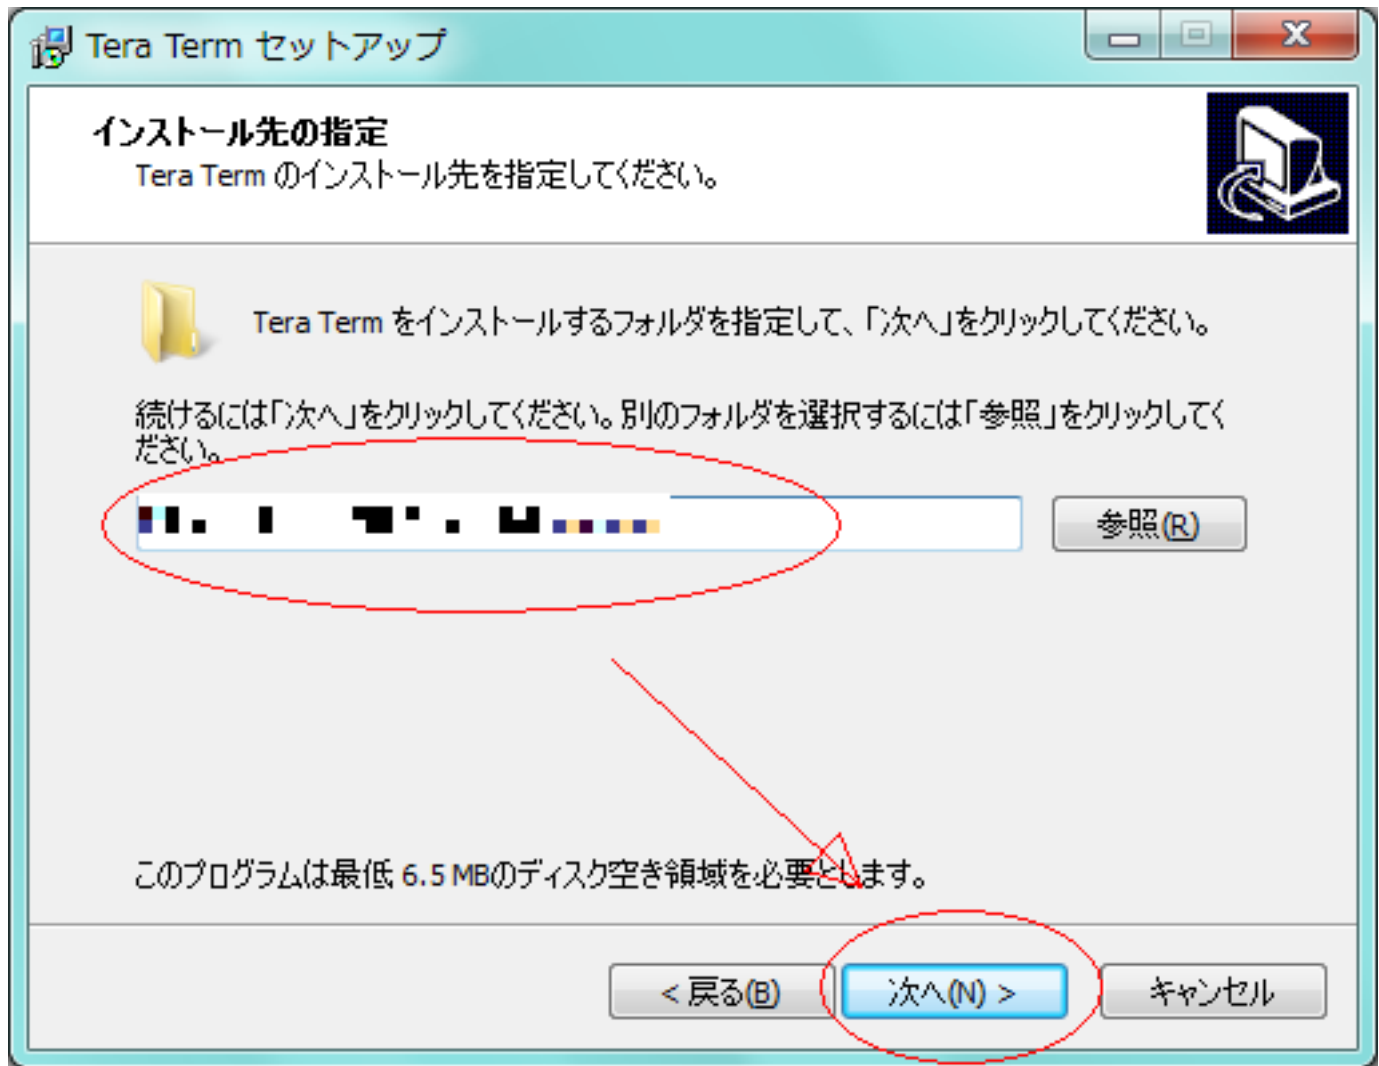 Tera Term セットアップ
インストール先の指定
Tera Term のインストール先を指定してください。
Tera Term をインストールするフォルダを指定して、「次へ」をクリックしてください。
続けるには「次へ」をクリックしてください。別のフォルダを選択するには「参照」をクリックしてく
ださい。
参照(R)
このプログラムは最低 6.5 MBのディスク空き領域を必要とします。
< 戻る(B)
次へ(N) >
キャンセル